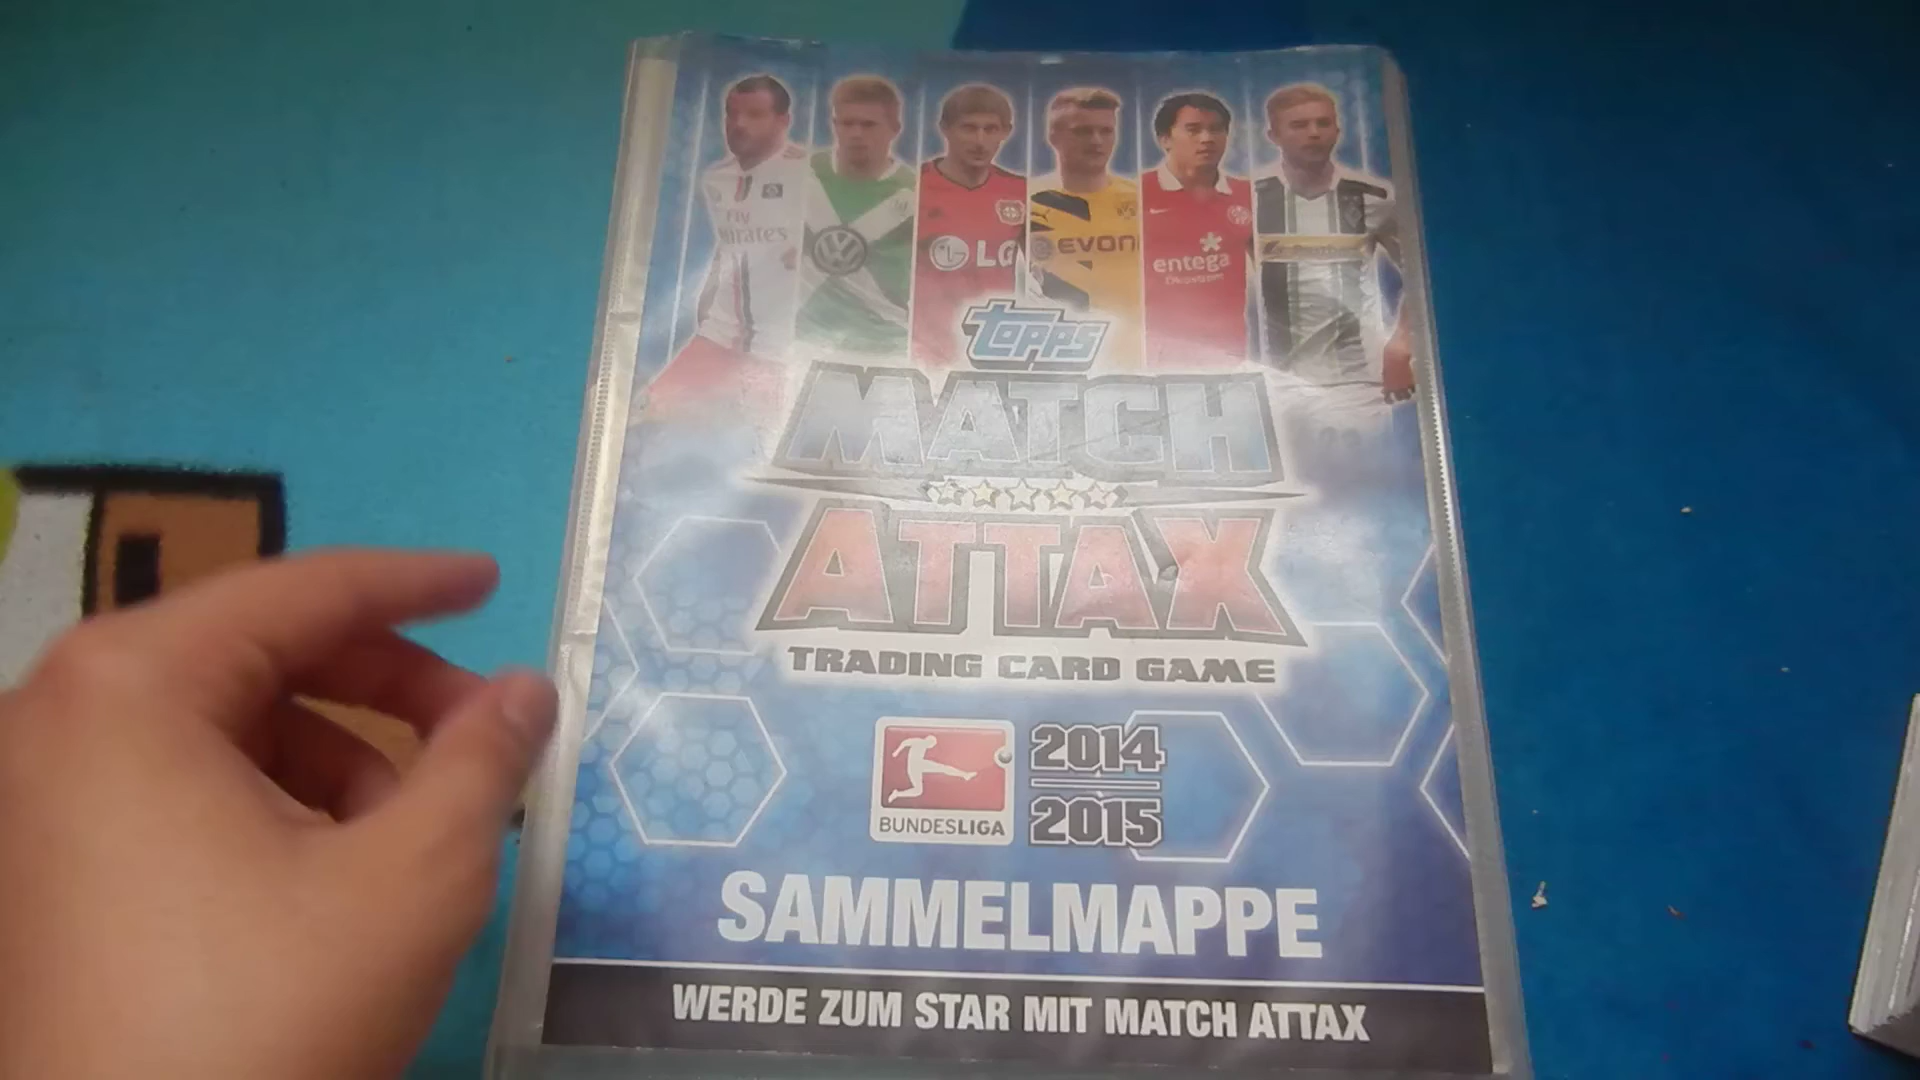 Fly
Emirates
LG
EVONI
entega
Ökostrom
topps
MATCH
ATTAX
TRADING CARD GAME
BUNDESLIGA
2014
2015
SAMMELMAPPE
WERDE ZUM STAR MIT MATCH ATTAX